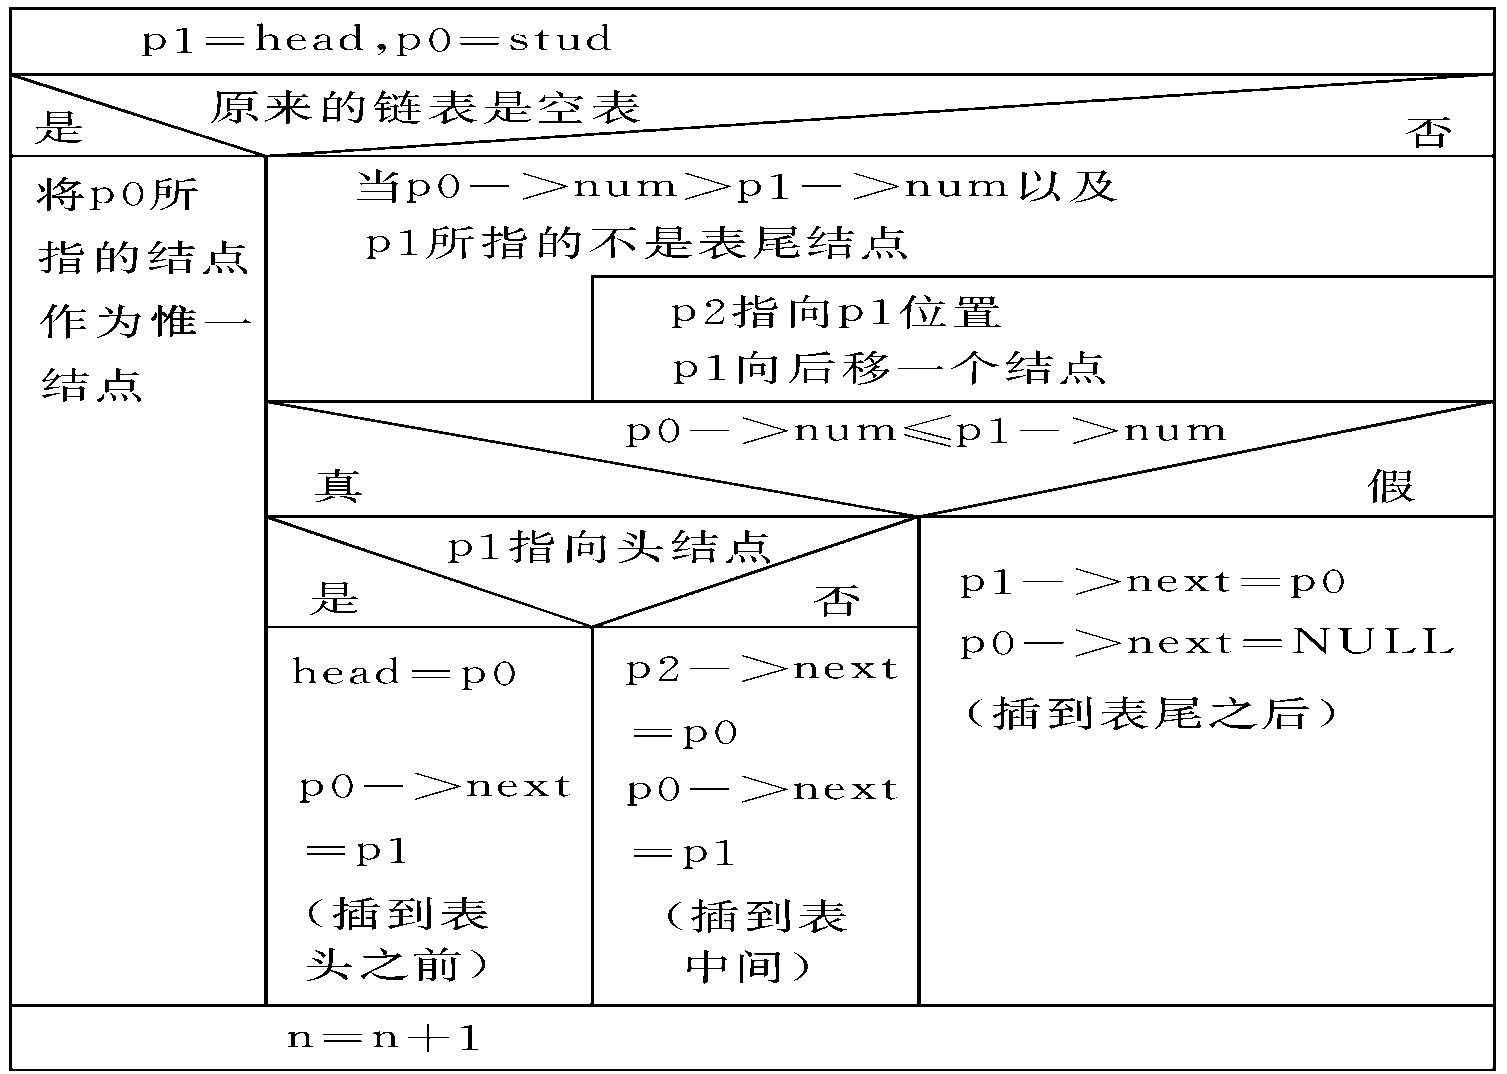 p1=head,p0=stud
原来的链表是空表
是
否
将p0所
指的结点
作为惟一
结点
当p0->num>p1->num以及
p1所指的不是表尾结点
p2指向p1位置
p1向后移一个结点
p0->num≤p1->num
真
假
p1指向头结点
是
否
head=p0
p0->next
=p1
(插到表
头之前)
p2->next
=p0
p0->next
=p1
(插到表
中间)
p1->next=p0
p0->next=NULL
(插到表尾之后)
n=n+1